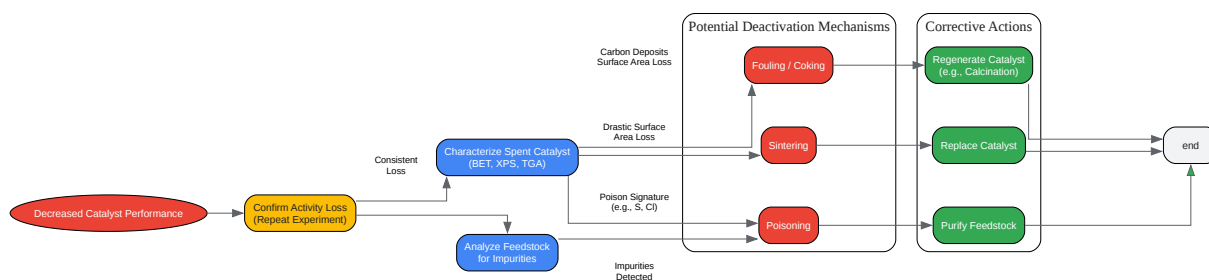 Potential Deactivation Mechanisms
Corrective Actions
Carbon Deposits
Surface Area Loss
Fouling / Coking
Regenerate Catalyst
(e.g., Calcination)
Drastic Surface
Area Loss
Consistent
Loss
Characterize Spent Catalyst
(BET, XPS, TGA)
Sintering
Replace Catalyst
end
Poison Signature
(e.g., S, Cl)
Decreased Catalyst Performance
Confirm Activity Loss
(Repeat Experiment)
Poisoning
Purify Feedstock
Analyze Feedstock
for Impurities
Impurities
Detected